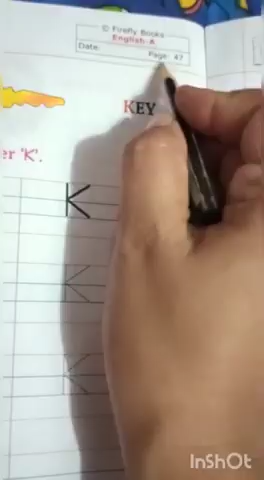 © Firefly Books
English-A
Date:
Page: 47
KEY
er 'K'.
K
K
K
InShOt